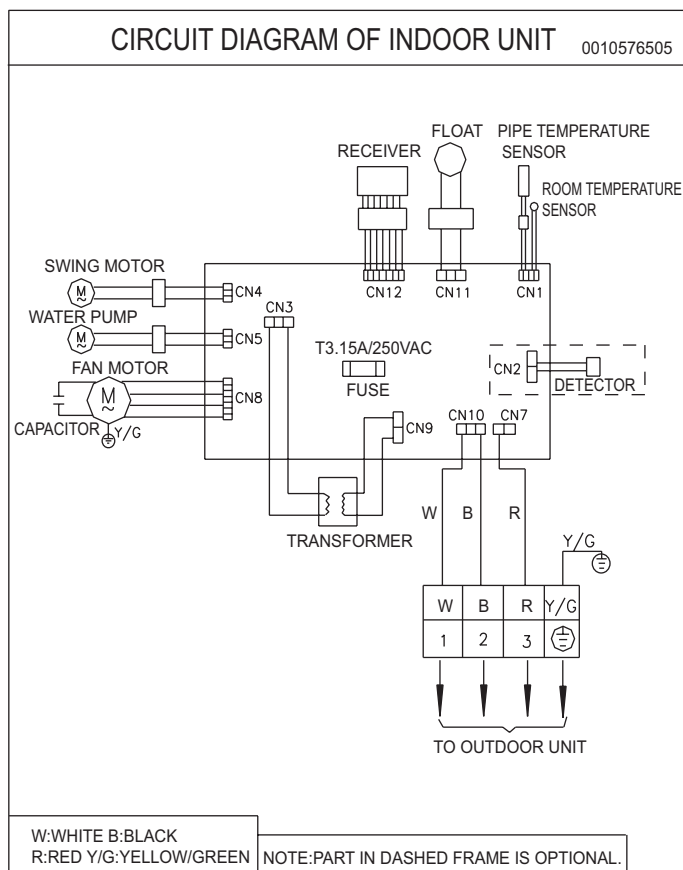 CIRCUIT DIAGRAM OF INDOOR UNIT 0010576505
FLOAT
PIPE TEMPERATURE
SENSOR
RECEIVER
ROOM TEMPERATURE
SENSOR
SWING MOTOR
M
~
CN4
CN12
CN11
CN1
CN3
WATER PUMP
M
~
CN5
T3.15A/250VAC
FUSE
FAN MOTOR
M
~
CN8
CN2
DETECTOR
CAPACITOR
Y/G
CN9
CN10
CN7
TRANSFORMER
W B R
Y/G
W B R Y/G
1 2 3
TO OUTDOOR UNIT
W:WHITE B:BLACK
R:RED Y/G:YELLOW/GREEN
NOTE:PART IN DASHED FRAME IS OPTIONAL.